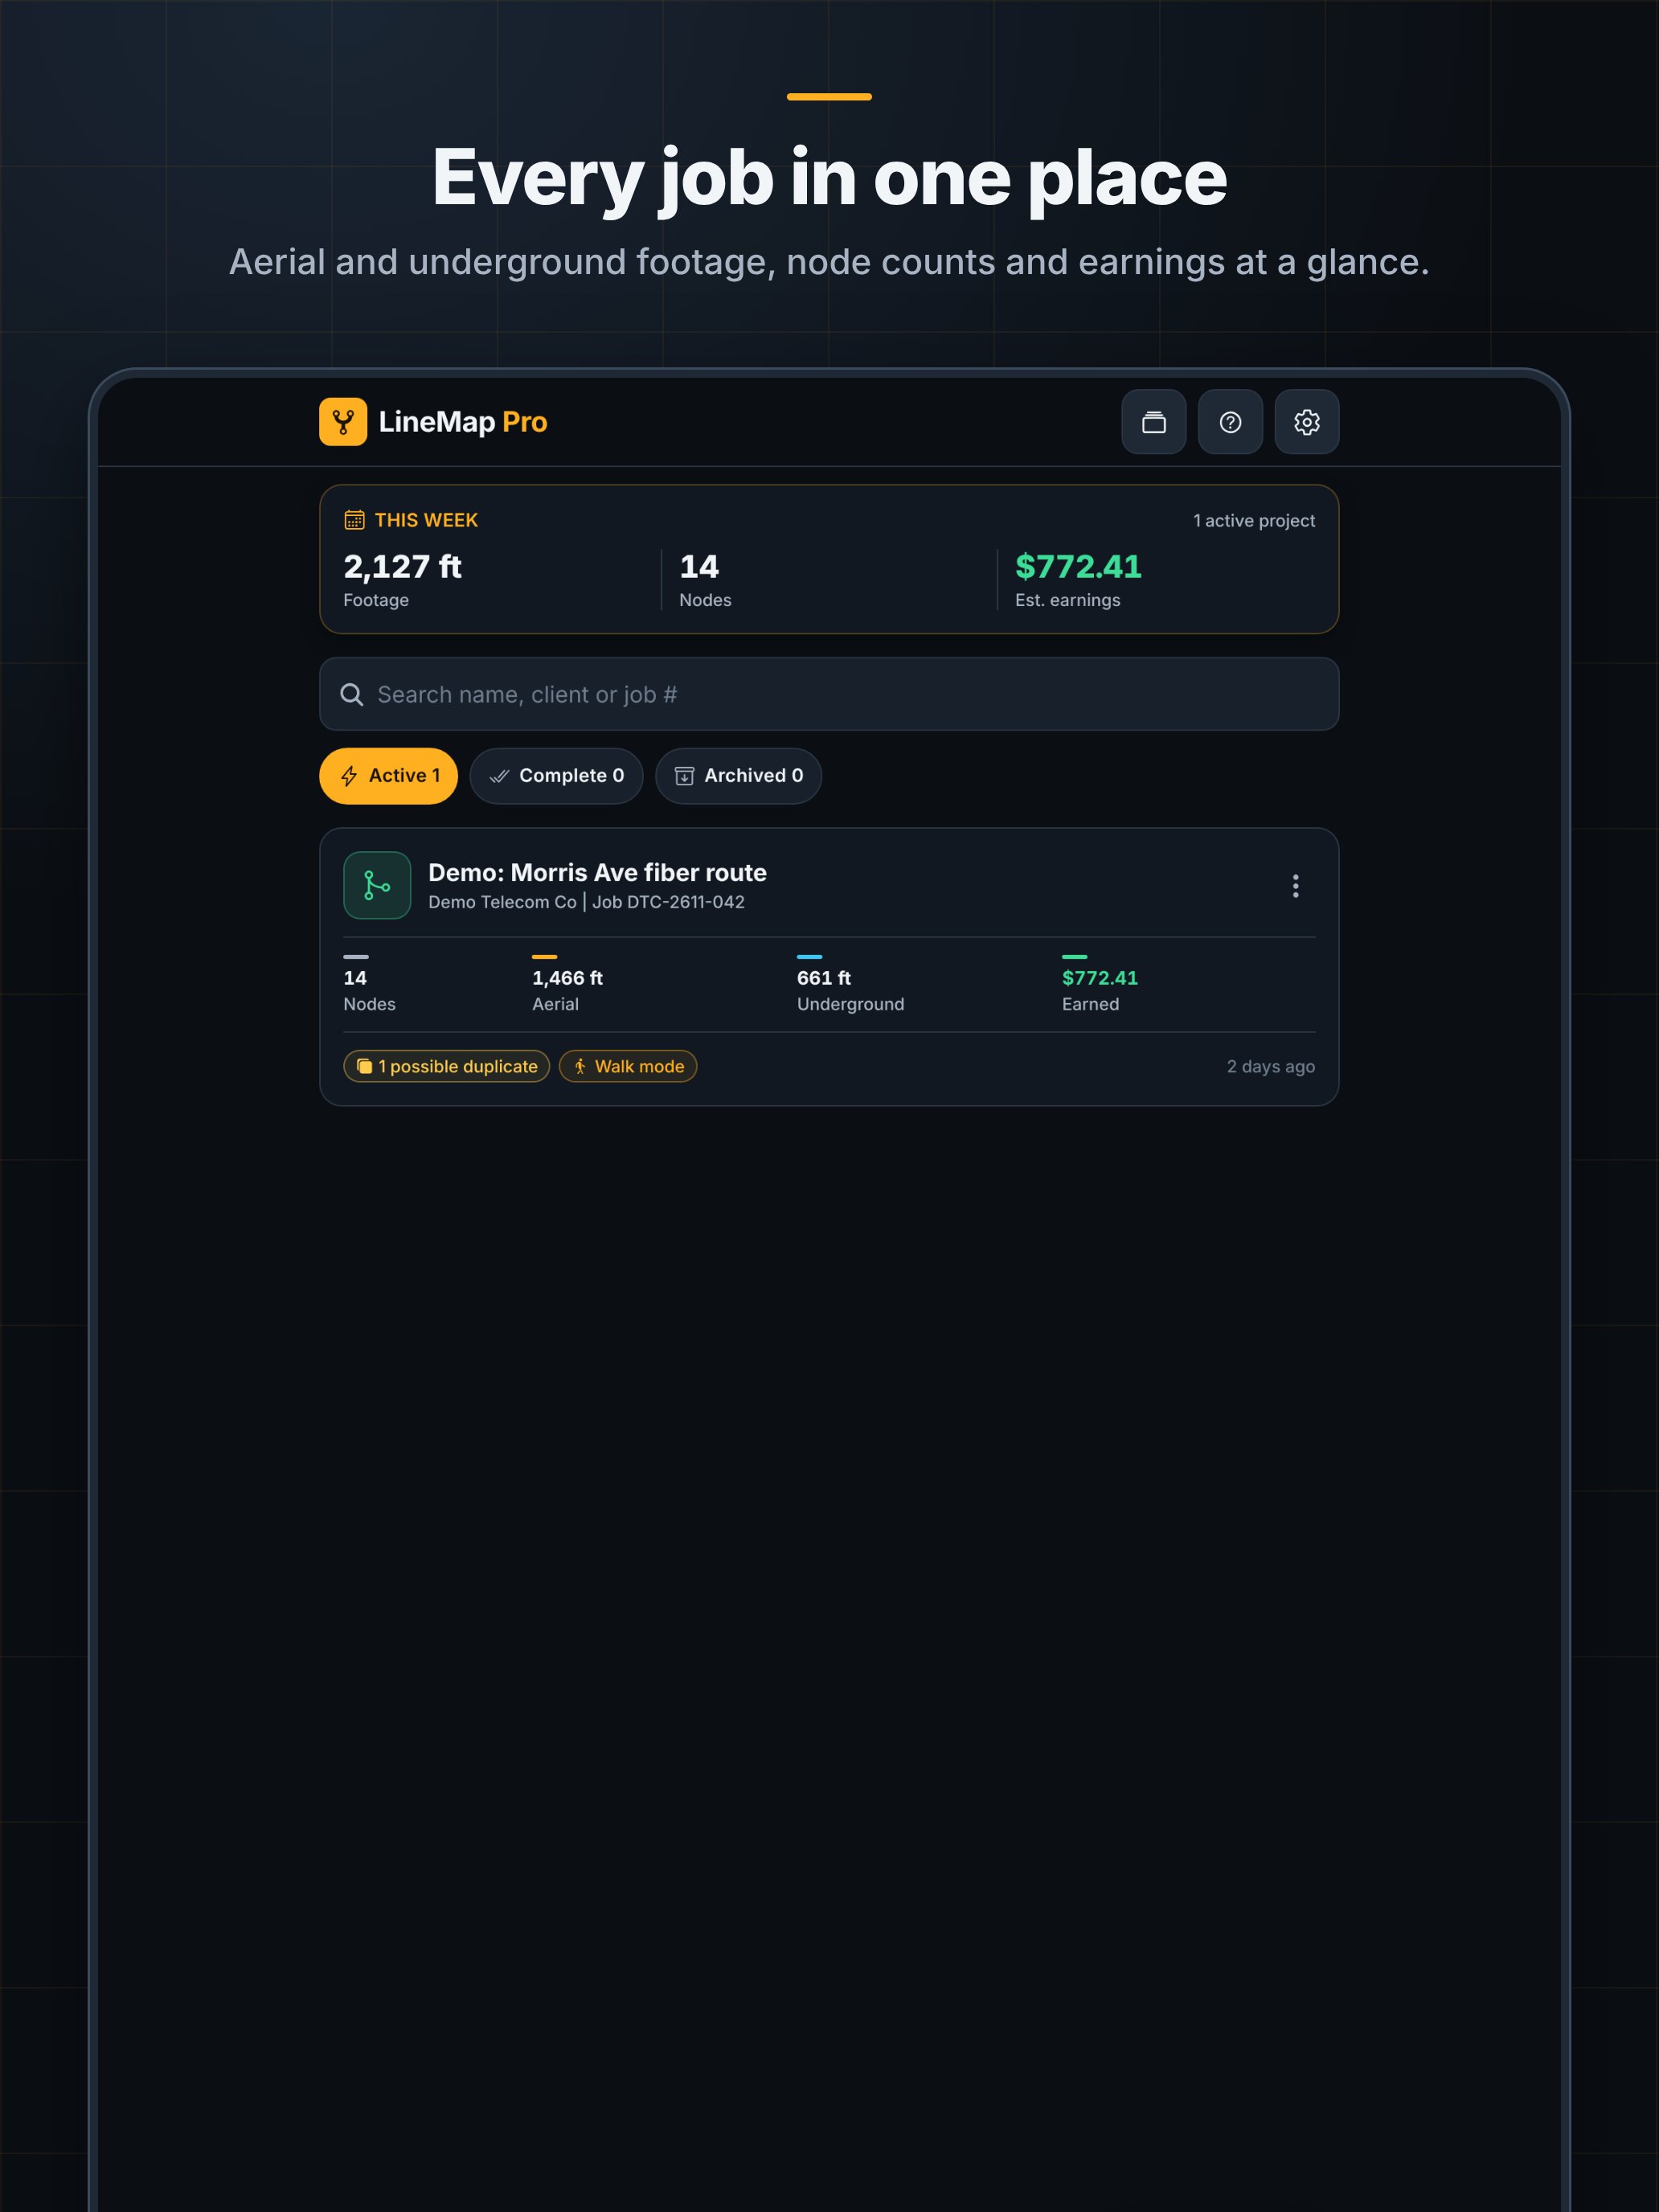 Every job in one place
Aerial and underground footage, node counts and earnings at a glance.
LineMap Pro
THIS WEEK
1 active project
2,127 ft
14
$772.41
Footage
Nodes
Est. earnings
Search name, client or job #
Active 1
Complete 0
Archived 0
Demo: Morris Ave fiber route
Demo Telecom Co | Job DTC-2611-042
14
1,466 ft
661 ft
$772.41
Nodes
Aerial
Underground
Earned
1 possible duplicate
Walk mode
2 days ago